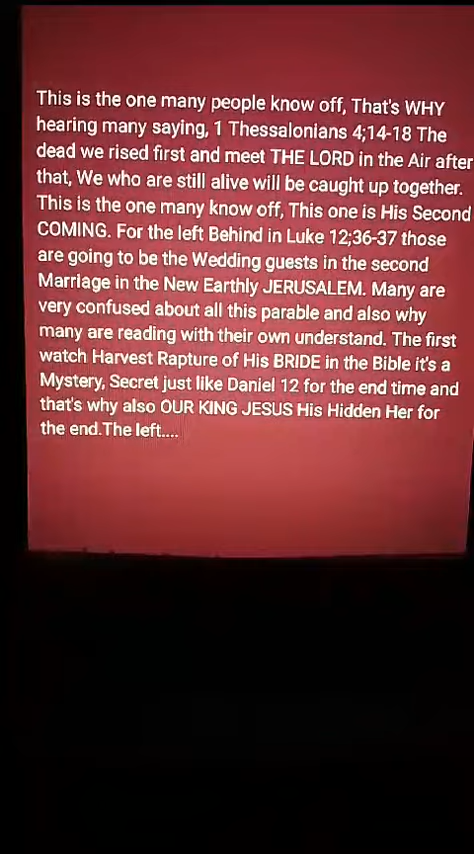 This is the one many people know off, That's WHY
hearing many saying, 1 Thessalonians 4;14-18 The
dead we rised first and meet THE LORD in the Air after
that, We who are still alive will be caught up together.
This is the one many know off, This one is His Second
COMING. For the left Behind in Luke 12;36-37 those
are going to be the Wedding guests in the second
Marriage in the New Earthly JERUSALEM. Many are
very confused about all this parable and also why
many are reading with their own understand. The first
watch Harvest Rapture of His BRIDE in the Bible it's a
Mystery, Secret just like Daniel 12 for the end time and
that's why also OUR KING JESUS His Hidden Her for
the end.The left....